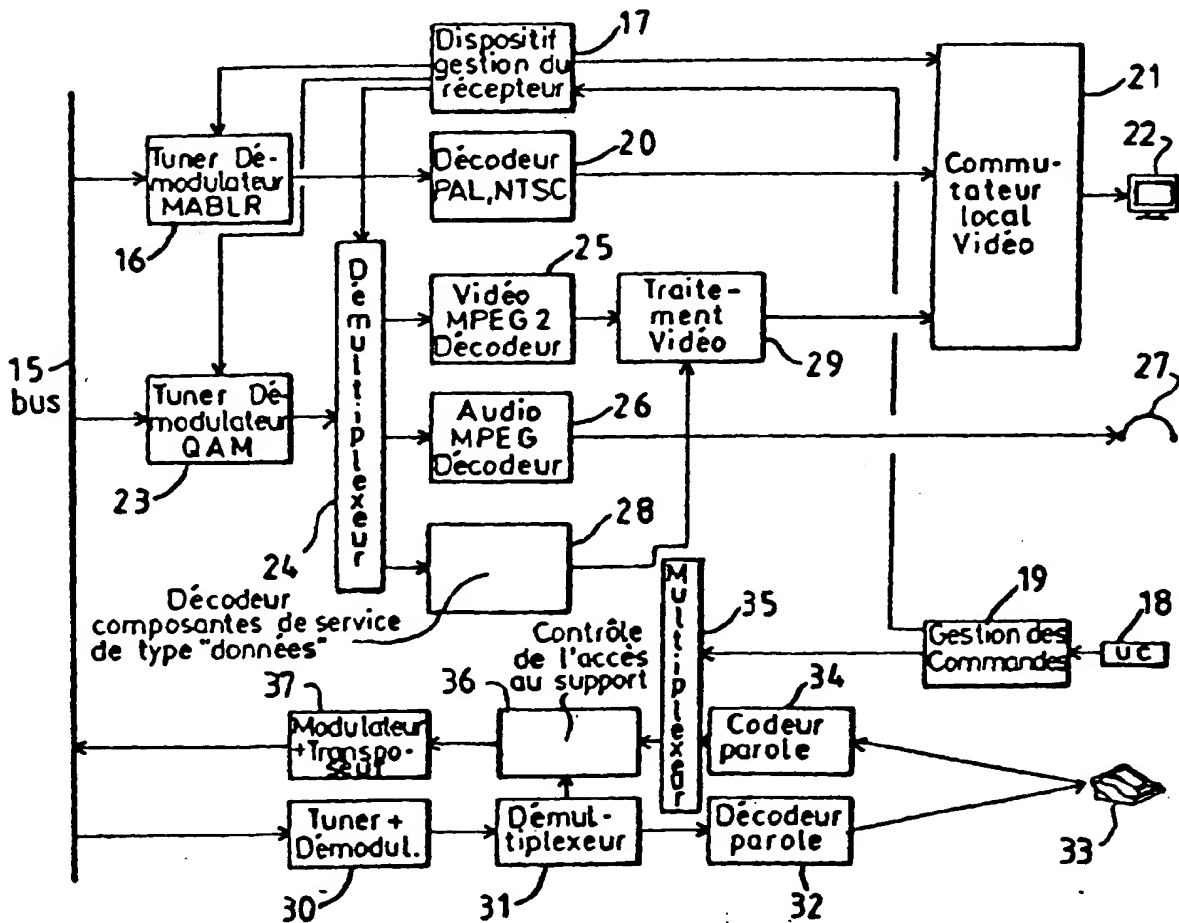 Dispositif
gestion du
récepteur
17
21
Tuner Dé-
modulateur
MABLR
16
Décodeur
PAL, NTSC
20
Commu-
tateur
local
Vidéo
22
Démultiplexeur
24
25
Vidéo
MPEG 2
Décodeur
Traite-
ment
Vidéo
29
15
bus
Tuner Dé-
modulateur
QAM
23
Audio
MPEG
Décodeur
26
27
28
Décodeur
composantes de service
de type "données"
Multiplexeur
35
19
Gestion des
Commandes
18
UC
Contrôle
de l'accès
au support
36
37
Modulateur
+Transpo-
seur
34
Codeur
parole
Tuner +
Démodul.
30
Démul-
tiplexeur
31
Décodeur
parole
32
33